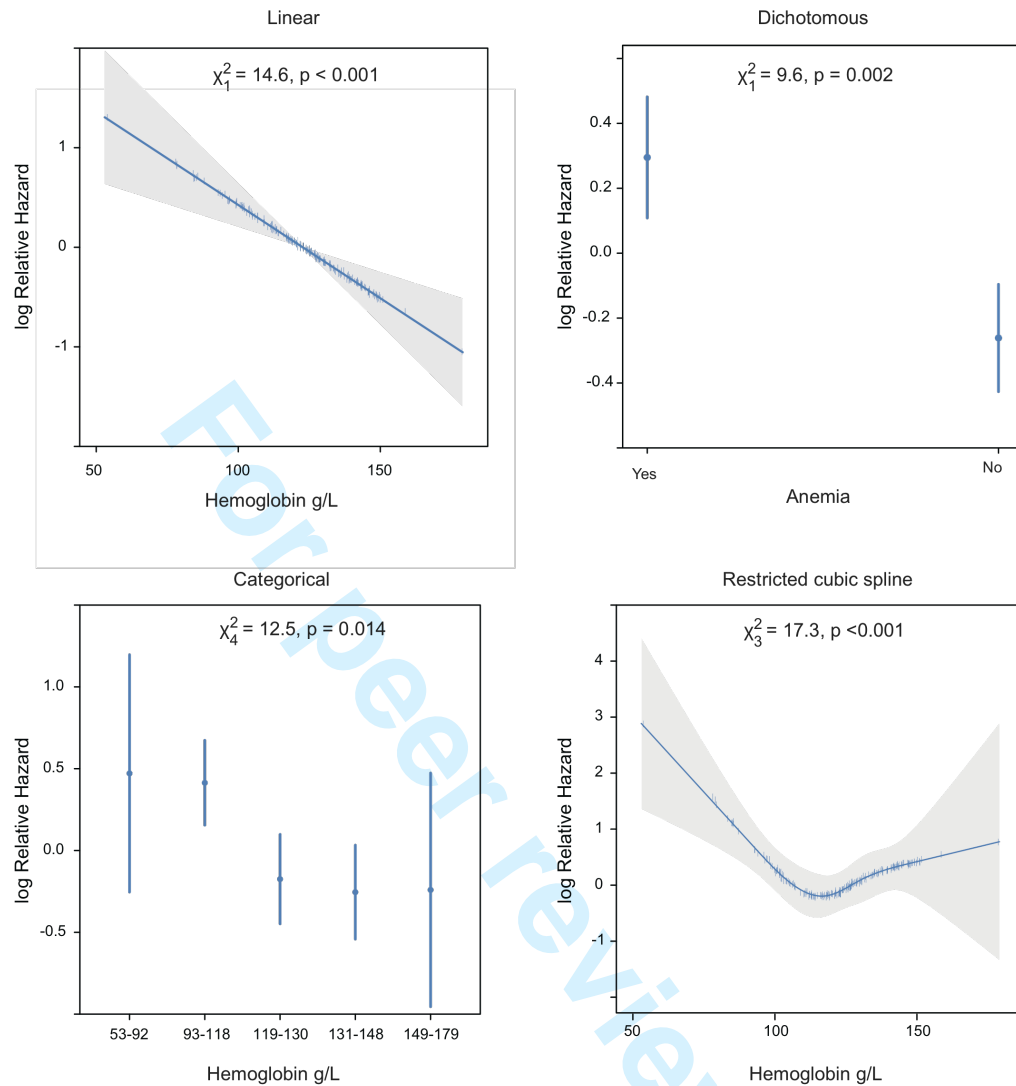 Linear
χ₁² = 14.6, p < 0.001
log Relative Hazard
1
0
-1
50
100
150
Hemoglobin g/L
Dichotomous
χ₁² = 9.6, p = 0.002
log Relative Hazard
0.4
0.2
0.0
-0.2
-0.4
Yes
No
Anemia
Categorical
χ₄² = 12.5, p = 0.014
log Relative Hazard
1.0
0.5
0.0
-0.5
53-92
93-118
119-130
131-148
149-179
Hemoglobin g/L
Restricted cubic spline
χ₃² = 17.3, p <0.001
log Relative Hazard
4
3
2
1
0
-1
50
100
150
Hemoglobin g/L
For peer review